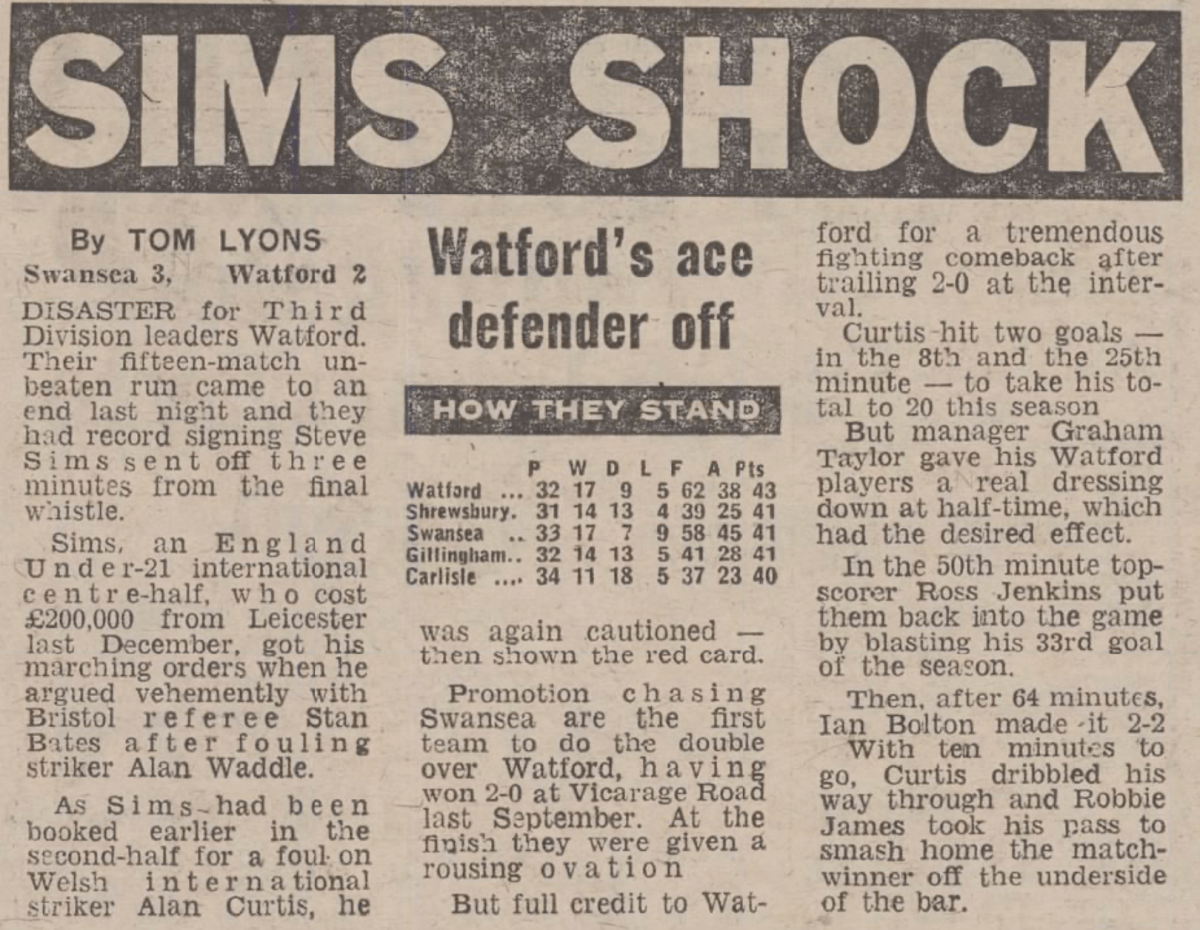 SIMS SHOCK
By TOM LYONS
Swansea 3, Watford 2
DISASTER for Third
Division leaders Watford.
Their fifteen-match un-
beaten run came to an
end last night and they
had record signing Steve
Sims sent off three
minutes from the final
whistle.
Sims, an England
Under-21 international
centre-half, who cost
£200,000 from Leicester
last December, got his
marching orders when he
argued vehemently with
Bristol referee Stan
Bates after fouling
striker Alan Waddle.
As Sims had been
booked earlier in the
second-half for a foul on
Welsh international
striker Alan Curtis, he
Watford's ace
defender off
HOW THEY STAND
P W D L F A Pts
Watford ... 32 17 9 5 62 38 43
Shrewsbury. 31 14 13 4 39 25 41
Swansea .. 33 17 7 9 58 45 41
Gillingham.. 32 14 13 5 41 28 41
Carlisle .... 34 11 18 5 37 23 40
was again cautioned —
then shown the red card.
Promotion chasing
Swansea are the first
team to do the double
over Watford, having
won 2-0 at Vicarage Road
last September. At the
finish they were given a
rousing ovation
But full credit to Wat-
ford for a tremendous
fighting comeback after
trailing 2-0 at the inter-
val.
Curtis hit two goals —
in the 8th and the 25th
minute — to take his to-
tal to 20 this season
But manager Graham
Taylor gave his Watford
players a real dressing
down at half-time, which
had the desired effect.
In the 50th minute top-
scorer Ross Jenkins put
them back into the game
by blasting his 33rd goal
of the season.
Then, after 64 minutes,
Ian Bolton made it 2-2
With ten minutes to
go, Curtis dribbled his
way through and Robbie
James took his pass to
smash home the match-
winner off the underside
of the bar.